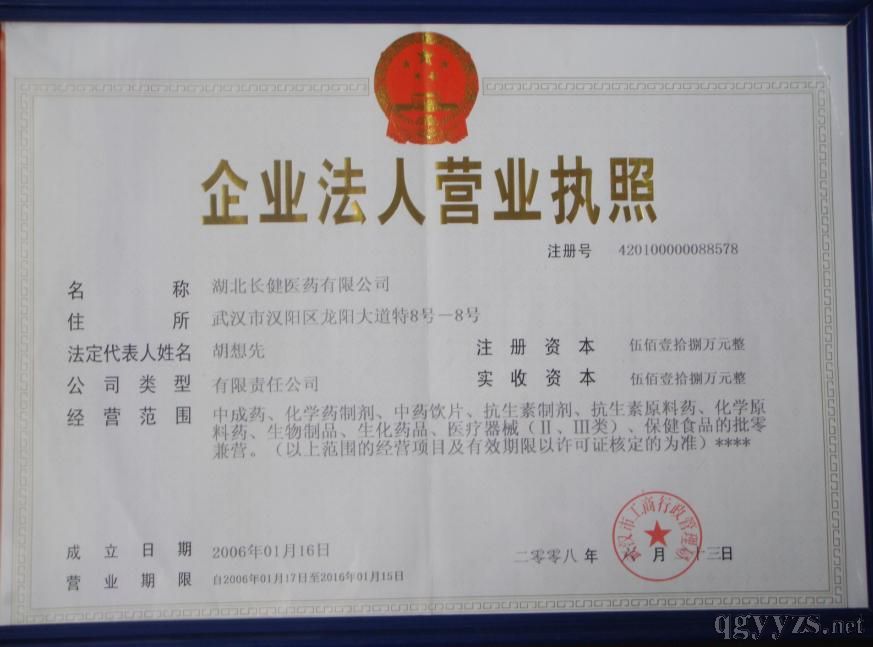 企业法人营业执照
注册号 420100000088578
名称 湖北长健医药有限公司
住所 武汉市汉阳区龙阳大道特8号－8号
法定代表人姓名 胡想先
注册资本 伍佰壹拾捌万元整
公司类型 有限责任公司
实收资本 伍佰壹拾捌万元整
经营范围 中成药、化学药制剂、中药饮片、抗生素制剂、抗生素原料药、化学原
料药、生物制品、生化药品、医疗器械（Ⅱ、Ⅲ类）、保健食品的批零
兼营。（以上范围的经营项目及有效期限以许可证核定的为准）****
武汉市工商行政管理局
成立日期 2006年01月16日
二零零八年 月 十三日
营业期限 自2006年01月17日至2016年01月15日
qgyyzs.net